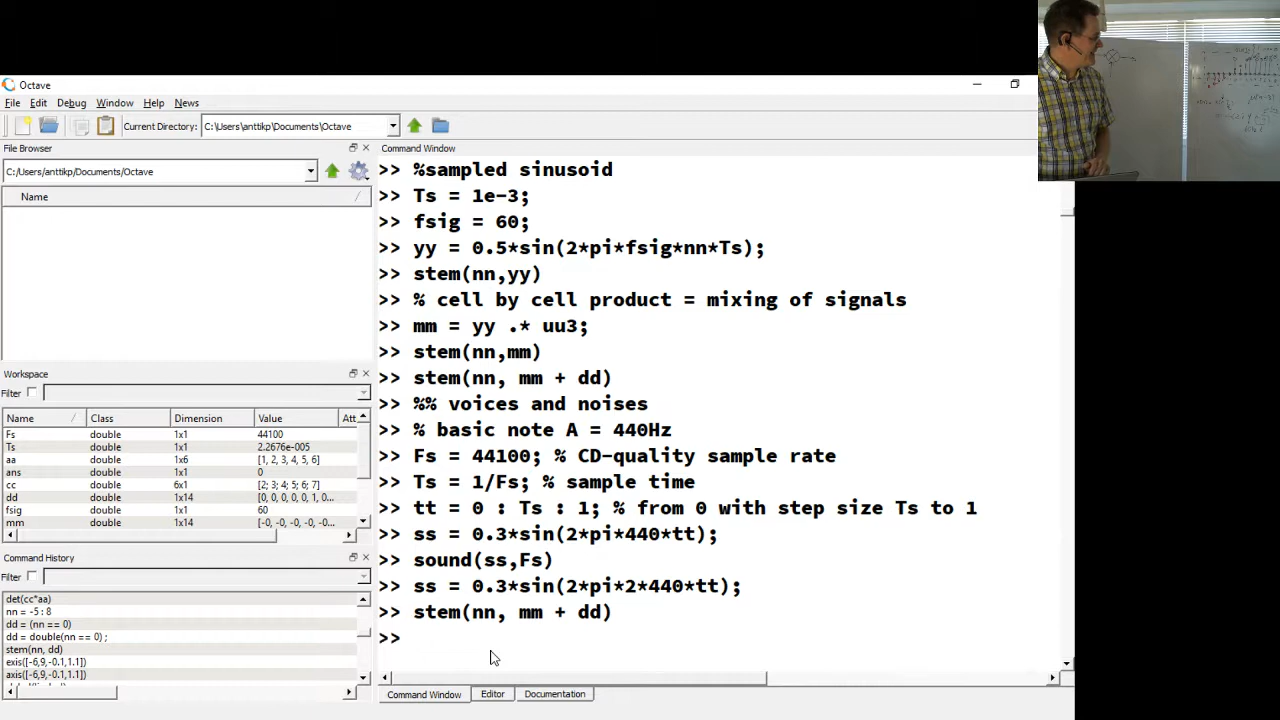 Octave
File Edit Debug Window Help News
Current Directory: C:\Users\anttikp\Documents\Octave
File Browser
C:/Users/anttikp/Documents/Octave
Name
Workspace
Filter
Name Class Dimension Value Att
Fs double 1x1 44100
Ts double 1x1 2.2676e-005
aa double 1x6 [1, 2, 3, 4, 5, 6]
ans double 1x1 0
cc double 6x1 [2; 3; 4; 5; 6; 7]
dd double 1x14 [0, 0, 0, 0, 1, 0...
fsig double 1x1 60
mm double 1x14 [-0, -0, -0, -0, -0...
Command History
Filter
det(cc*aa)
nn = -5 : 8
dd = (nn == 0)
dd = double(nn == 0) ;
stem(nn, dd)
exis([-6,9,-0.1,1.1])
axis([-6,9,-0.1,1.1])
Command Window
>> %sampled sinusoid
>> Ts = 1e-3;
>> fsig = 60;
>> yy = 0.5*sin(2*pi*fsig*nn*Ts);
>> stem(nn,yy)
>> % cell by cell product = mixing of signals
>> mm = yy .* uu3;
>> stem(nn,mm)
>> stem(nn, mm + dd)
>> %% voices and noises
>> % basic note A = 440Hz
>> Fs = 44100; % CD-quality sample rate
>> Ts = 1/Fs; % sample time
>> tt = 0 : Ts : 1; % from 0 with step size Ts to 1
>> ss = 0.3*sin(2*pi*440*tt);
>> sound(ss,Fs)
>> ss = 0.3*sin(2*pi*2*440*tt);
>> stem(nn, mm + dd)
>>
Command Window Editor Documentation